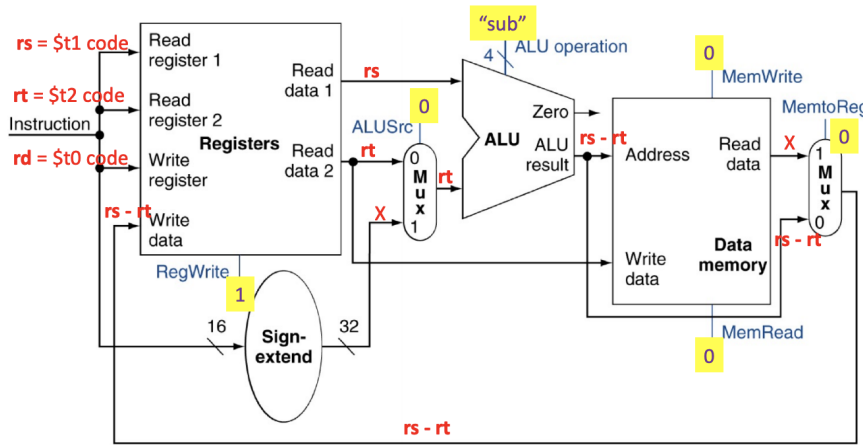 "sub"
0
rs = $t1 code
Read
register 1
4
ALU operation
MemWrite
Read
data 1
rs
0
MemtoReg
rt = $t2 code
Read
register 2
Zero
Instruction
ALUSrc
0
Registers
ALU
ALU
result
rs - rt
Address
Read
data
X
1
Mux
0
rd = $t0 code
Write
register
Read
data 2
rt
0
Mux
1
rt
rs - rt
Write
data
X
rs - rt
Write
data
Data
memory
RegWrite
1
16
Sign-
extend
32
MemRead
0
rs - rt